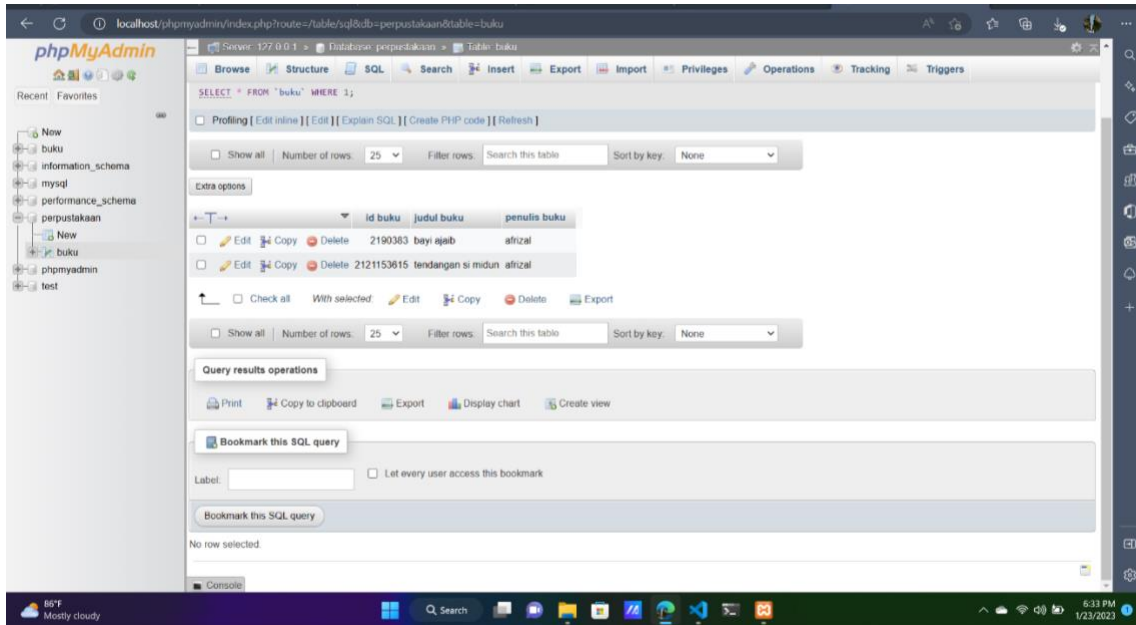 localhost/phpmyadmin/index.php?route=/table/sql&db=perpustakaan&table=buku
phpMyAdmin
Recent Favorites
New
buku
information_schema
mysql
performance_schema
perpustakaan
New
buku
phpmyadmin
test
Server: 127.0.0.1 » Database: perpustakaan » Table: buku
Browse Structure SQL Search Insert Export Import Privileges Operations Tracking Triggers
SELECT * FROM `buku` WHERE 1;
Profiling [ Edit inline ] [ Edit ] [ Explain SQL ] [ Create PHP code ] [ Refresh ]
Show all Number of rows: 25 Filter rows: Search this table Sort by key: None
Extra options
←T→ id buku judul buku penulis buku
Edit Copy Delete 2190383 bayi ajaib afrizal
Edit Copy Delete 2121153615 tendangan si midun afrizal
Check all With selected: Edit Copy Delete Export
Show all Number of rows: 25 Filter rows: Search this table Sort by key: None
Query results operations
Print Copy to clipboard Export Display chart Create view
Bookmark this SQL query
Label: Let every user access this bookmark
Bookmark this SQL query
No row selected.
Console
86°F
Mostly cloudy
Search
6:33 PM
1/23/2023